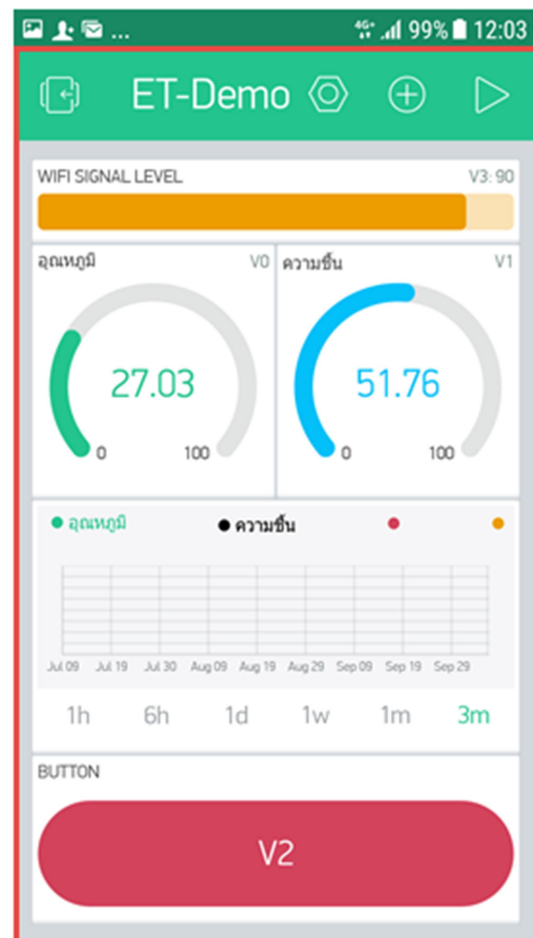 ... 4G+ 99% 12:03
ET-Demo
WIFI SIGNAL LEVEL V3: 90
อุณหภูมิ V0 ความชื้น V1
27.03 51.76
0 100 0 100
อุณหภูมิ ความชื้น
Jul 09 Jul 19 Jul 30 Aug 09 Aug 19 Aug 29 Sep 09 Sep 19 Sep 29
1h 6h 1d 1w 1m 3m
BUTTON
V2